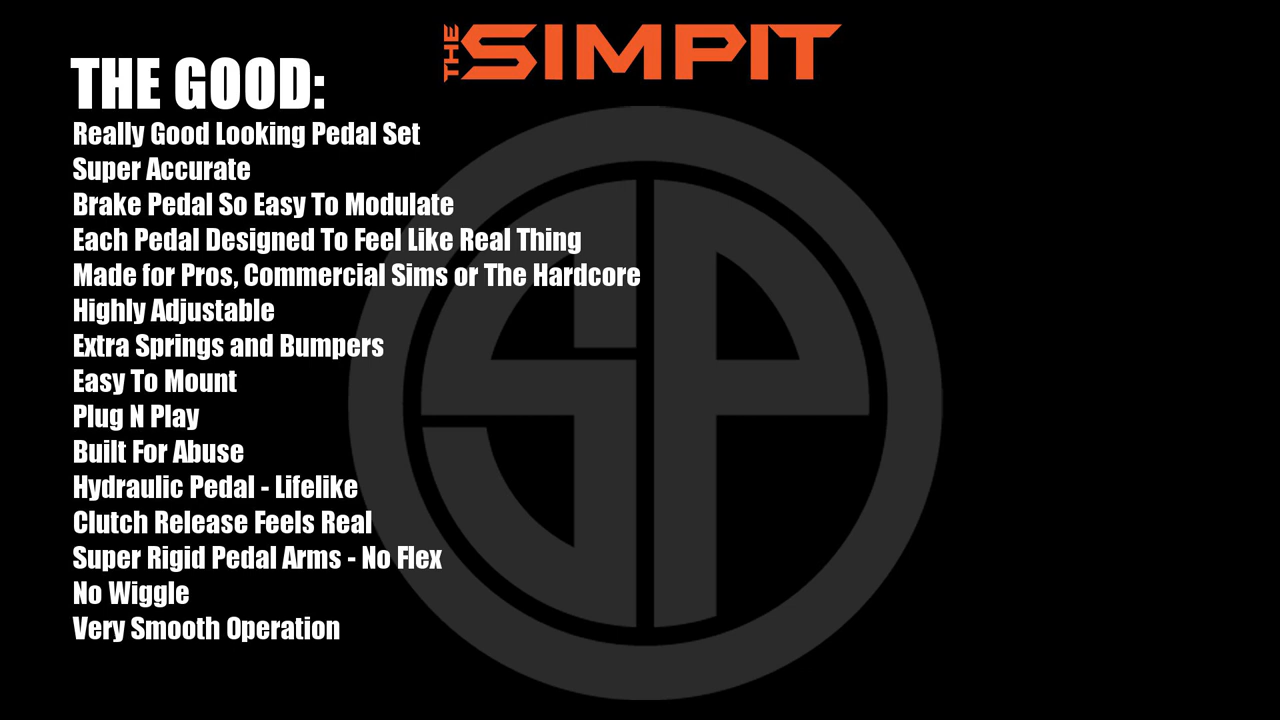 THE SIMPIT
THE GOOD:
Really Good Looking Pedal Set
Super Accurate
Brake Pedal So Easy To Modulate
Each Pedal Designed To Feel Like Real Thing
Made for Pros, Commercial Sims or The Hardcore
Highly Adjustable
Extra Springs and Bumpers
Easy To Mount
Plug N Play
Built For Abuse
Hydraulic Pedal - Lifelike
Clutch Release Feels Real
Super Rigid Pedal Arms - No Flex
No Wiggle
Very Smooth Operation
SP